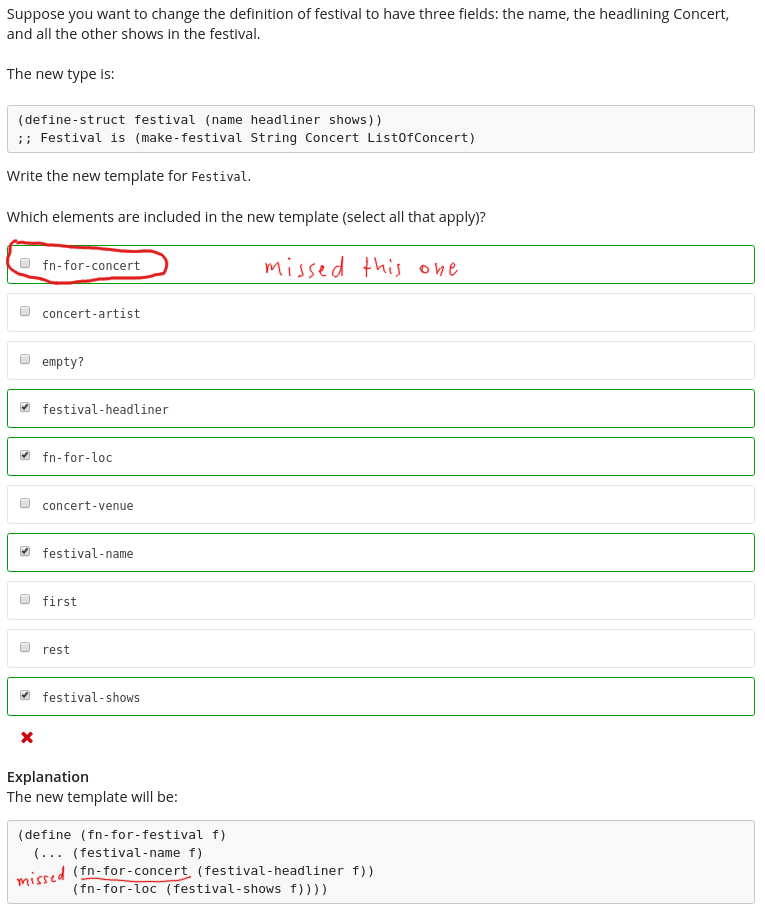 Suppose you want to change the definition of festival to have three fields: the name, the headlining Concert,
and all the other shows in the festival.
The new type is:
(define-struct festival (name headliner shows))
;; Festival is (make-festival String Concert ListOfConcert)
Write the new template for Festival.
Which elements are included in the new template (select all that apply)?
fn-for-concert missed this one
concert-artist
empty?
festival-headliner
fn-for-loc
concert-venue
festival-name
first
rest
festival-shows
Explanation
The new template will be:
(define (fn-for-festival f)
(... (festival-name f)
missed (fn-for-concert (festival-headliner f))
(fn-for-loc (festival-shows f))))